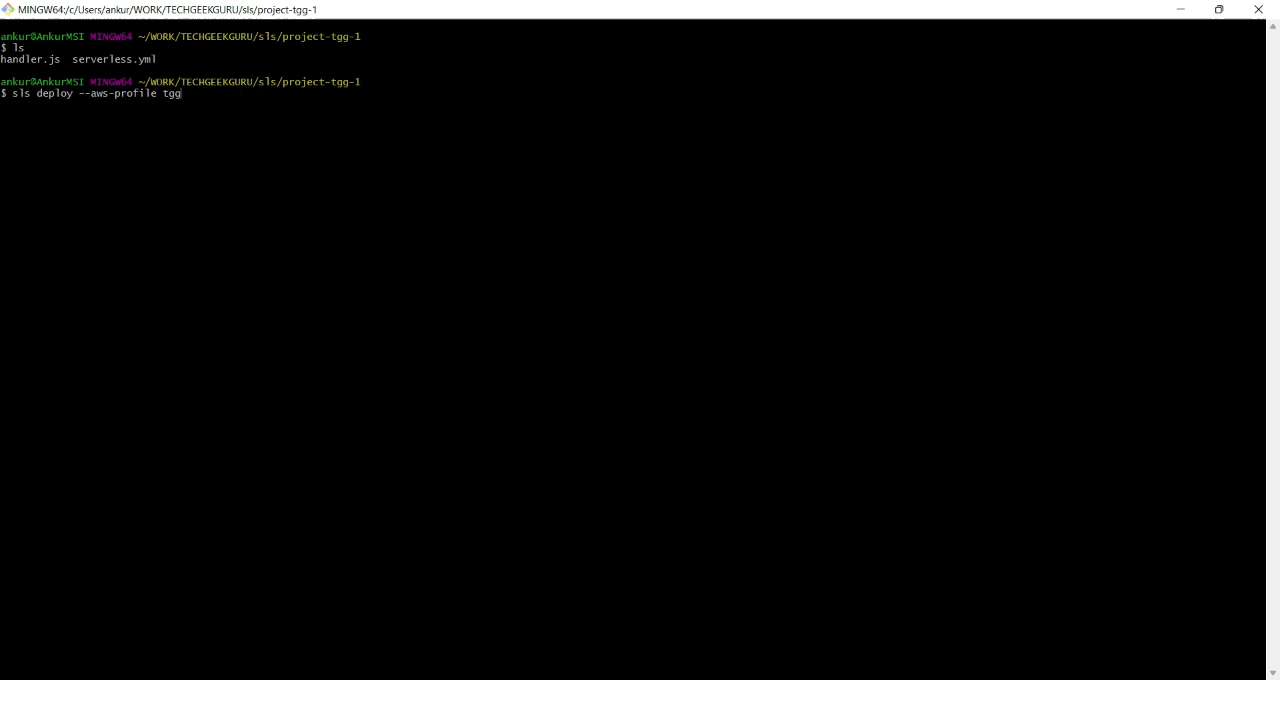 MINGW64:/c/Users/ankur/WORK/TECHGEEKGURU/sls/project-tgg-1
ankur@AnkurMSI MINGW64 ~/WORK/TECHGEEKGURU/sls/project-tgg-1
$ ls
handler.js  serverless.yml
ankur@AnkurMSI MINGW64 ~/WORK/TECHGEEKGURU/sls/project-tgg-1
$ sls deploy --aws-profile tgg